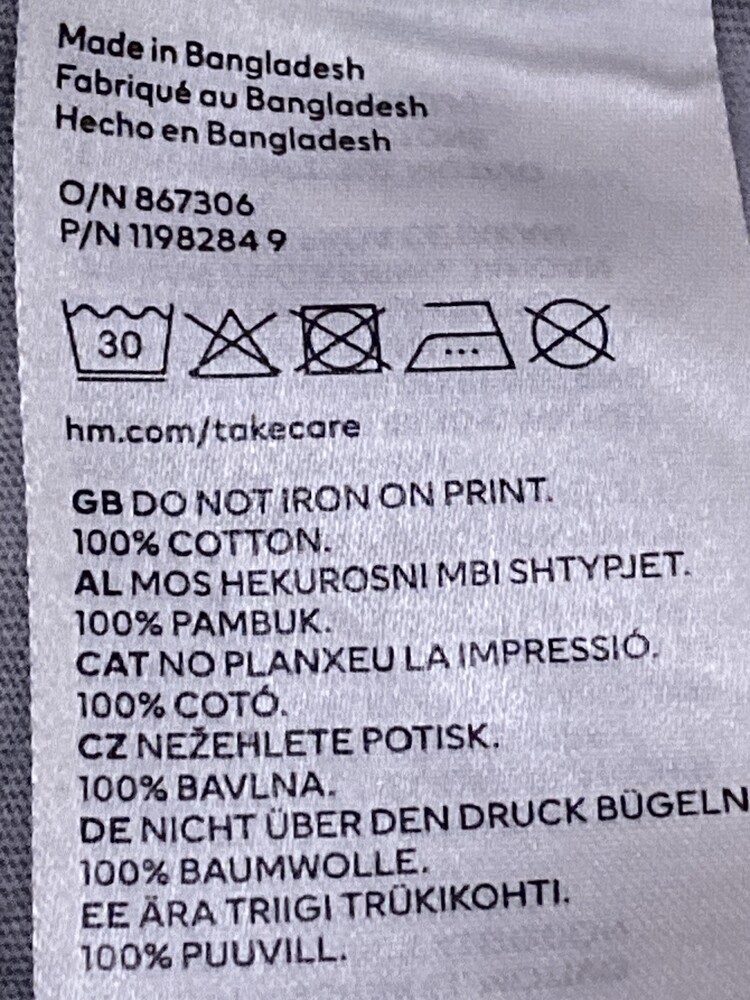 Made in Bangladesh
Fabriqué au Bangladesh
Hecho en Bangladesh
O/N 867306
P/N 1198284 9
30
hm.com/takecare
GB DO NOT IRON ON PRINT.
100% COTTON.
AL MOS HEKUROSNI MBI SHTYPJET.
100% PAMBUK.
CAT NO PLANXEU LA IMPRESSIÓ.
100% COTÓ.
CZ NEŽEHLETE POTISK.
100% BAVLNA.
DE NICHT ÜBER DEN DRUCK BÜGELN
100% BAUMWOLLE.
EE ÄRA TRIIGI TRÜKIKOHTI.
100% PUUVILL.